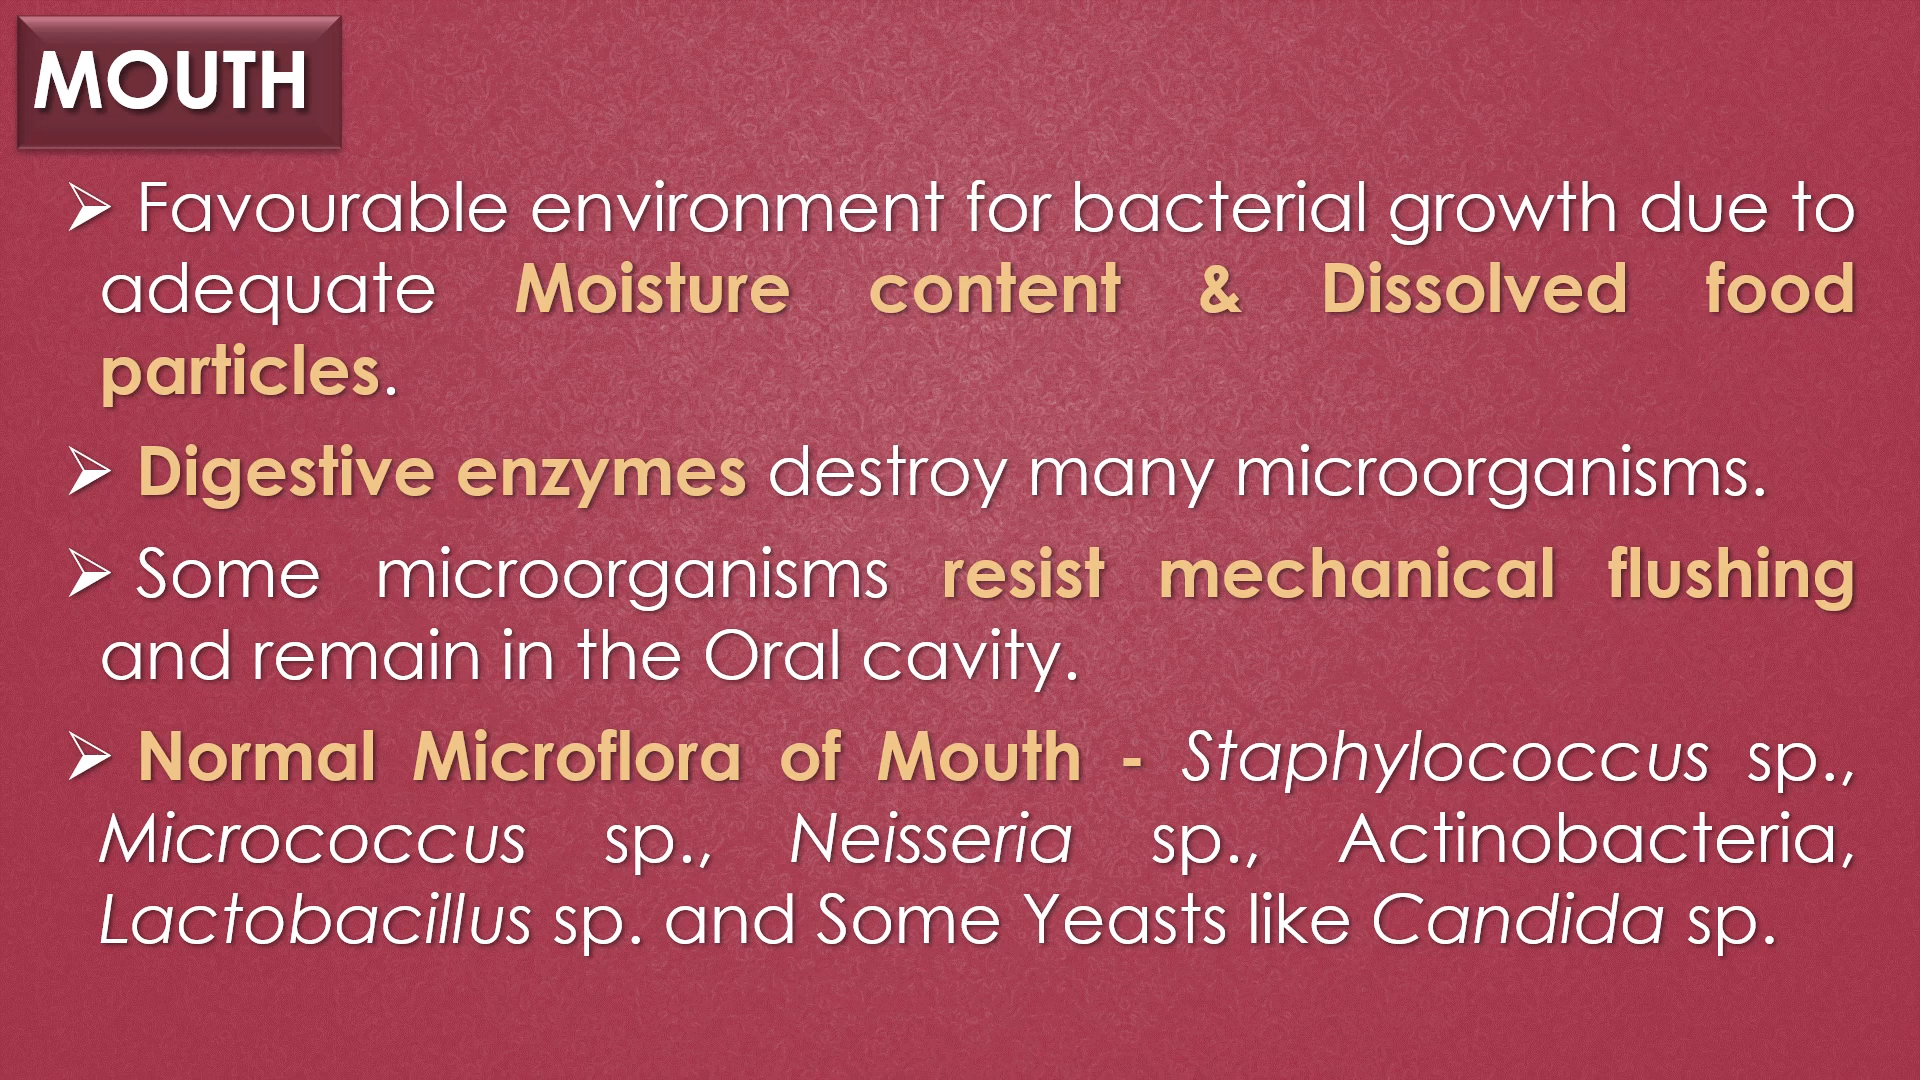 MOUTH
➢ Favourable environment for bacterial growth due to
adequate Moisture content & Dissolved food
particles.
➢ Digestive enzymes destroy many microorganisms.
➢ Some microorganisms resist mechanical flushing
and remain in the Oral cavity.
➢ Normal Microflora of Mouth - Staphylococcus sp.,
Micrococcus sp., Neisseria sp., Actinobacteria,
Lactobacillus sp. and Some Yeasts like Candida sp.